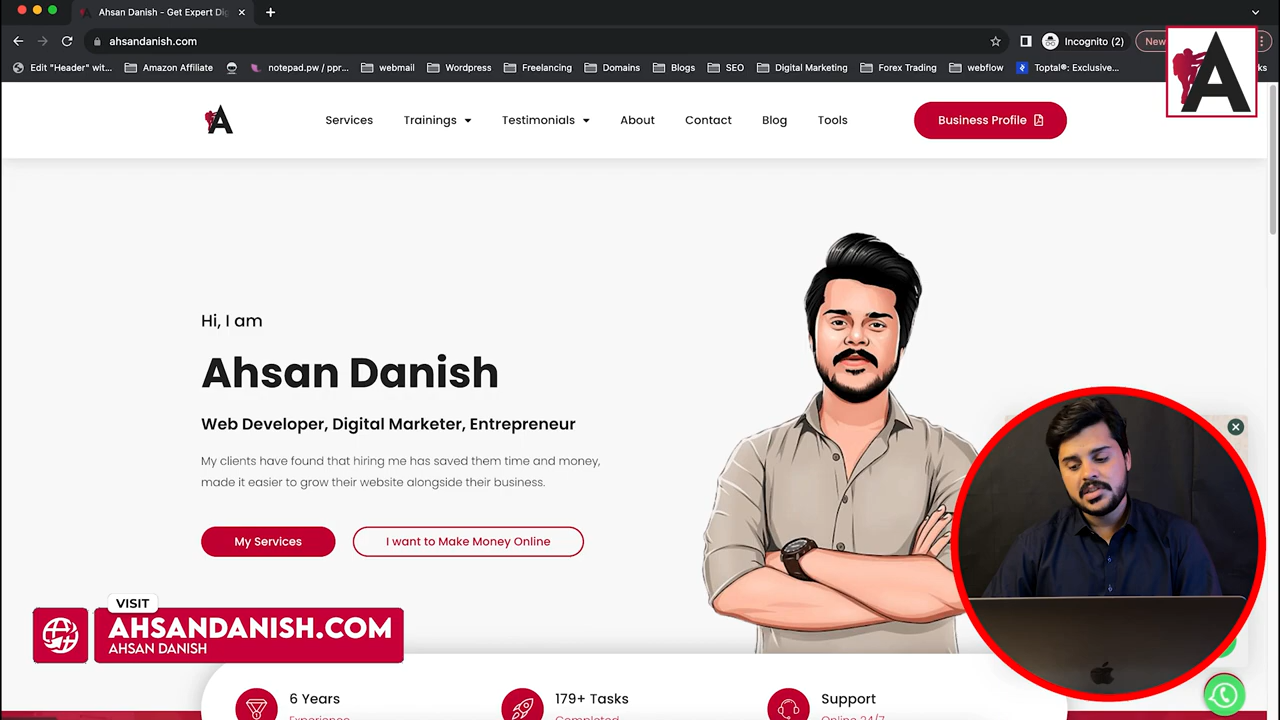 Ahsan Danish - Get Expert Dig
ahsandanish.com
Incognito (2)
New
Edit "Header" wit...
Amazon Affiliate
notepad.pw / ppr...
webmail
Freelancing
Domains
Blogs
SEO
Digital Marketing
Forex Trading
webflow
Toptal®: Exclusive...
A
A
Services
Trainings
Testimonials
About
Contact
Blog
Tools
Business Profile
Hi, I am
Ahsan Danish
Web Developer, Digital Marketer, Entrepreneur
My clients have found that hiring me has saved them time and money,
made it easier to grow their website alongside their business.
My Services
I want to Make Money Online
VISIT
AHSANDANISH.COM
AHSAN DANISH
6 Years
Experience
179+ Tasks
Completed
Support
Online 24/7